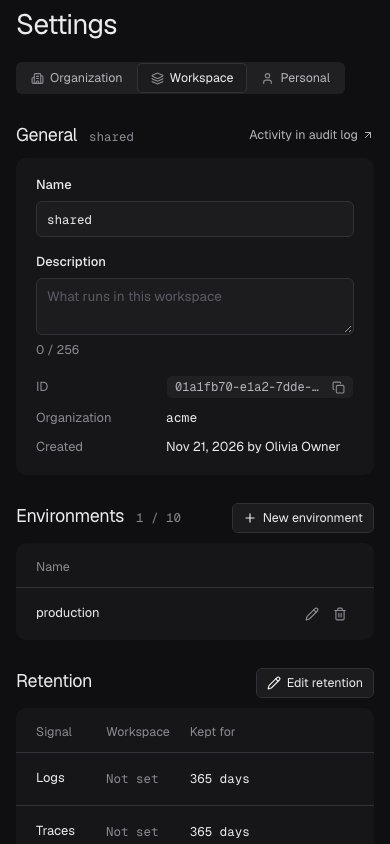 Settings
Organization Workspace Personal
General shared Activity in audit log
Name
shared
Description
What runs in this workspace
0 / 256
ID 01a1fb70-e1a2-7dde-…
Organization acme
Created Nov 21, 2026 by Olivia Owner
Environments 1 / 10 New environment
Name
production
Retention Edit retention
Signal Workspace Kept for
Logs Not set 365 days
Traces Not set 365 days